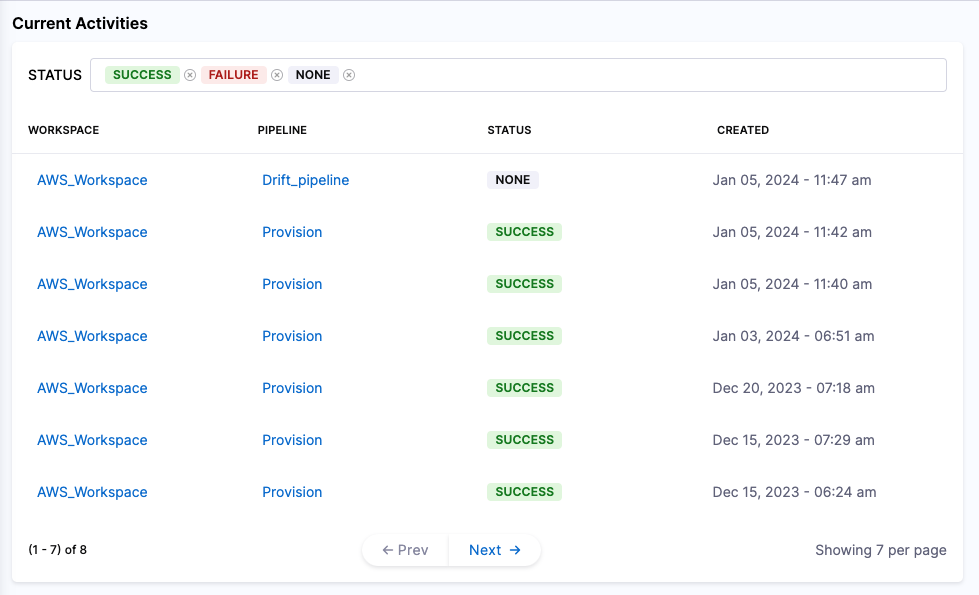 Current Activities
STATUS SUCCESS FAILURE NONE
WORKSPACE PIPELINE STATUS CREATED
AWS_Workspace Drift_pipeline NONE Jan 05, 2024 - 11:47 am
AWS_Workspace Provision SUCCESS Jan 05, 2024 - 11:42 am
AWS_Workspace Provision SUCCESS Jan 05, 2024 - 11:40 am
AWS_Workspace Provision SUCCESS Jan 03, 2024 - 06:51 am
AWS_Workspace Provision SUCCESS Dec 20, 2023 - 07:18 am
AWS_Workspace Provision SUCCESS Dec 15, 2023 - 07:29 am
AWS_Workspace Provision SUCCESS Dec 15, 2023 - 06:24 am
(1 - 7) of 8 ← Prev Next → Showing 7 per page